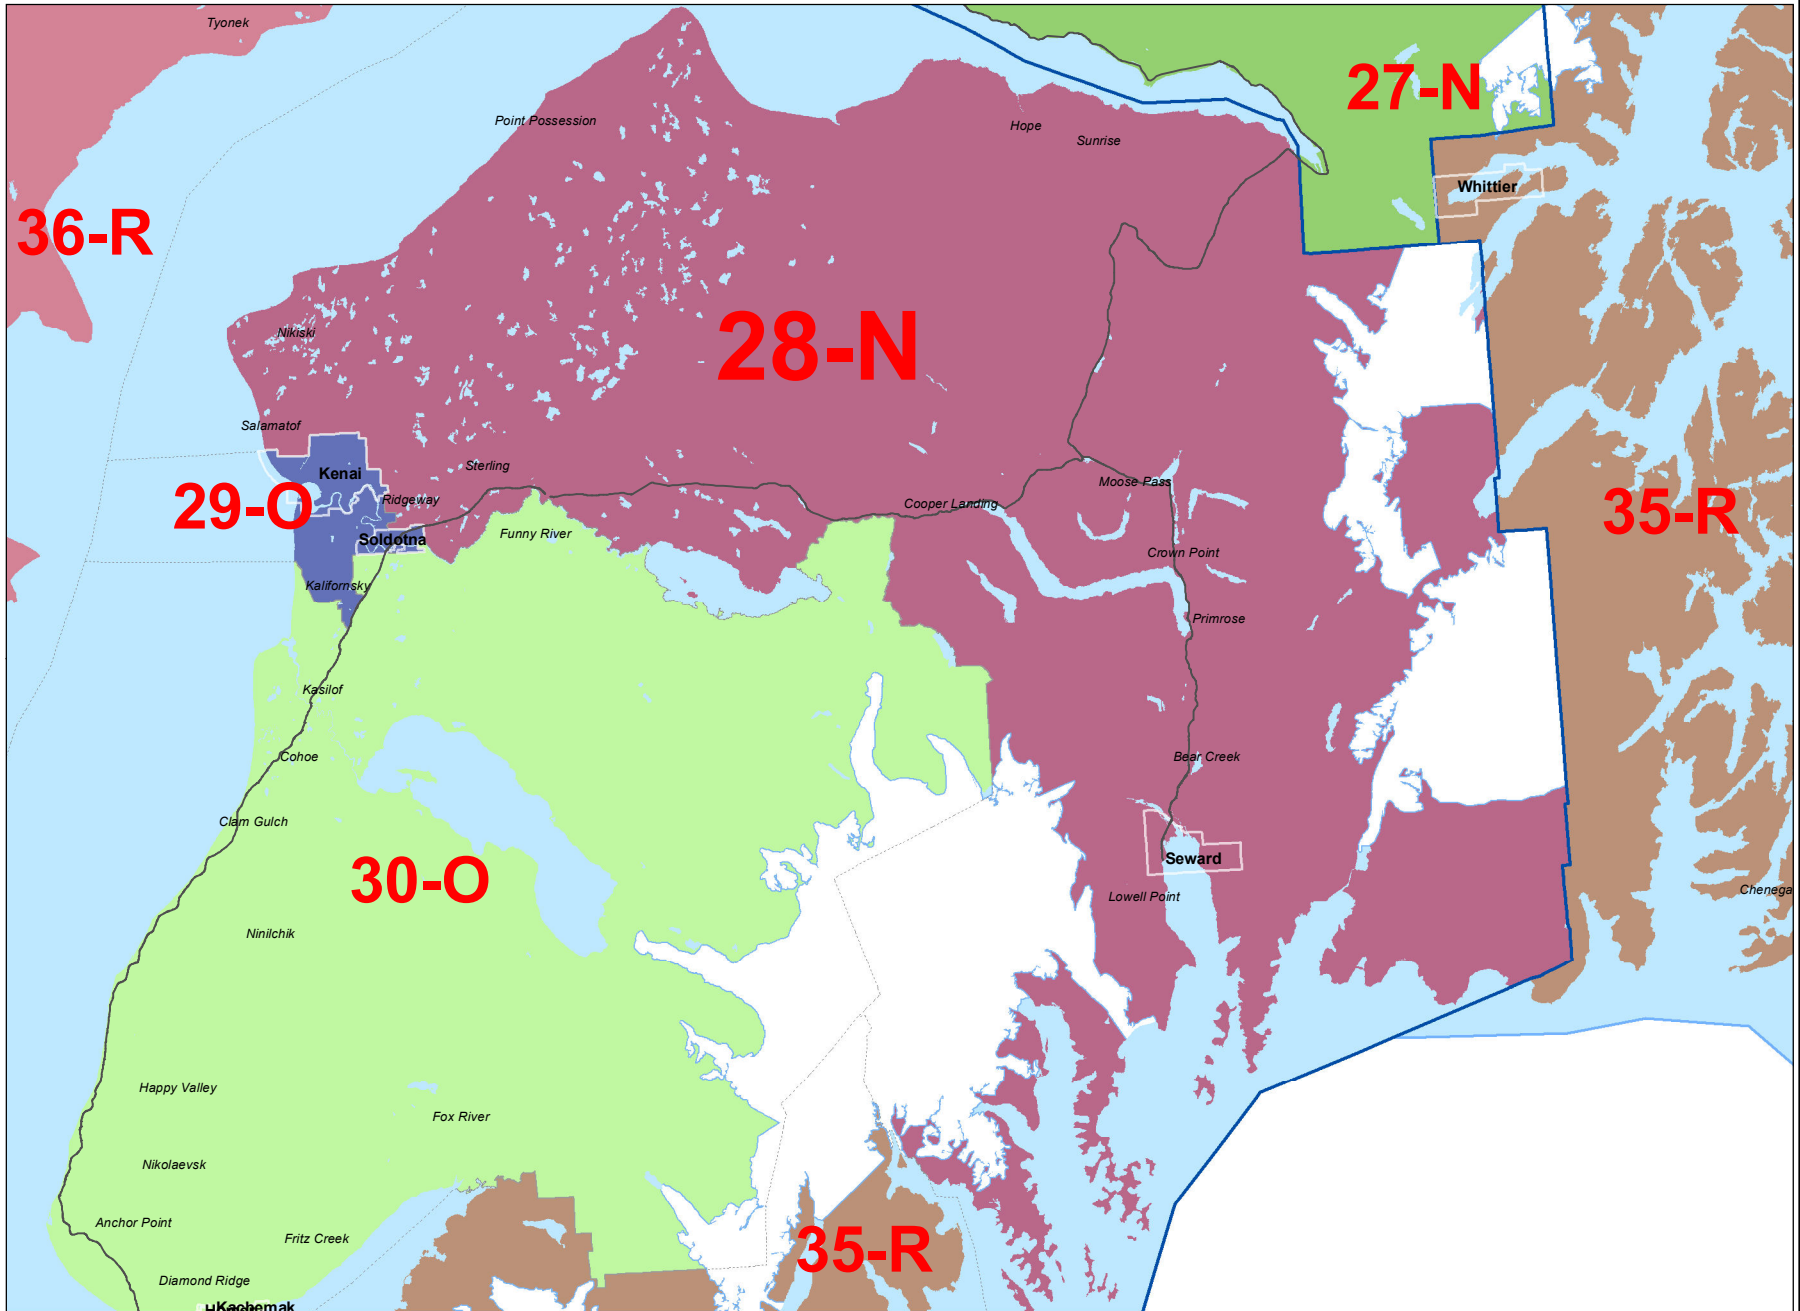 Tyonek
27-N
Point Possession
Hope
Sunrise
Whittier
36-R
28-N
Nikiski
Salamatof
Kenai
Sterling
29-O
Ridgeway
Moose Pass
Cooper Landing
35-R
Soldotna
Funny River
Crown Point
Kalifornsky
Primrose
Kasilof
Cohoe
Bear Creek
Clam Gulch
30-O
Seward
Lowell Point
Chenega
Ninilchik
Happy Valley
Fox River
Nikolaevsk
Anchor Point
Fritz Creek
35-R
Diamond Ridge
Kachemak